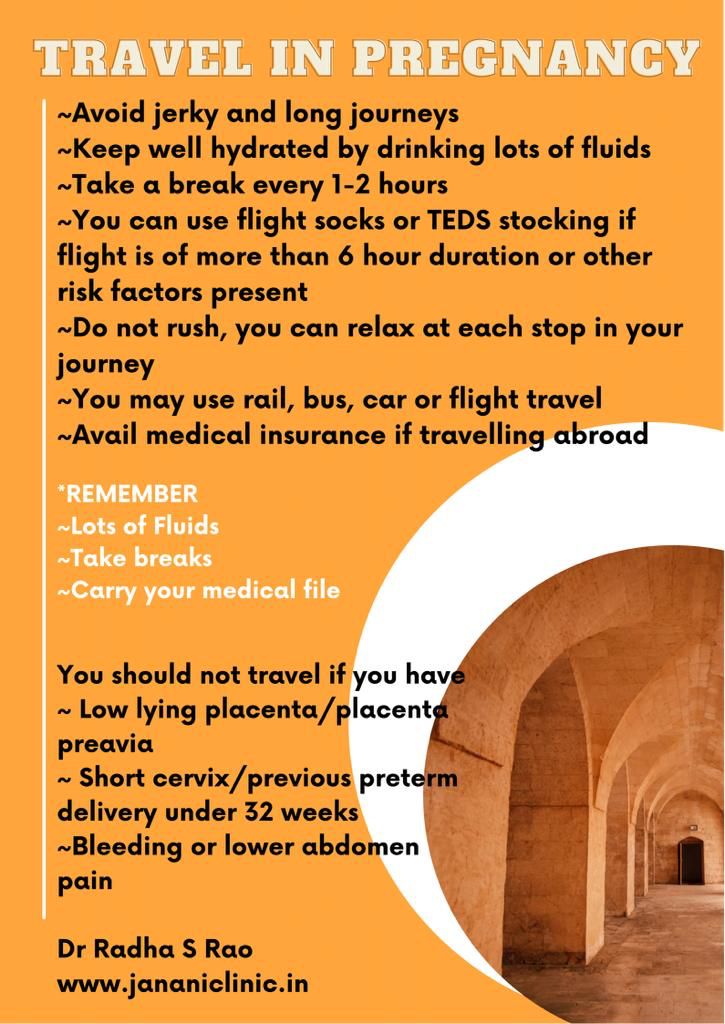 TRAVEL IN PREGNANCY
~Avoid jerky and long journeys
~Keep well hydrated by drinking lots of fluids
~Take a break every 1-2 hours
~You can use flight socks or TEDS stocking if
flight is of more than 6 hour duration or other
risk factors present
~Do not rush, you can relax at each stop in your
journey
~You may use rail, bus, car or flight travel
~Avail medical insurance if travelling abroad
*REMEMBER
~Lots of Fluids
~Take breaks
~Carry your medical file
You should not travel if you have
~ Low lying placenta/placenta
preavia
~ Short cervix/previous preterm
delivery under 32 weeks
~Bleeding or lower abdomen
pain
Dr Radha S Rao
www.jananiclinic.in